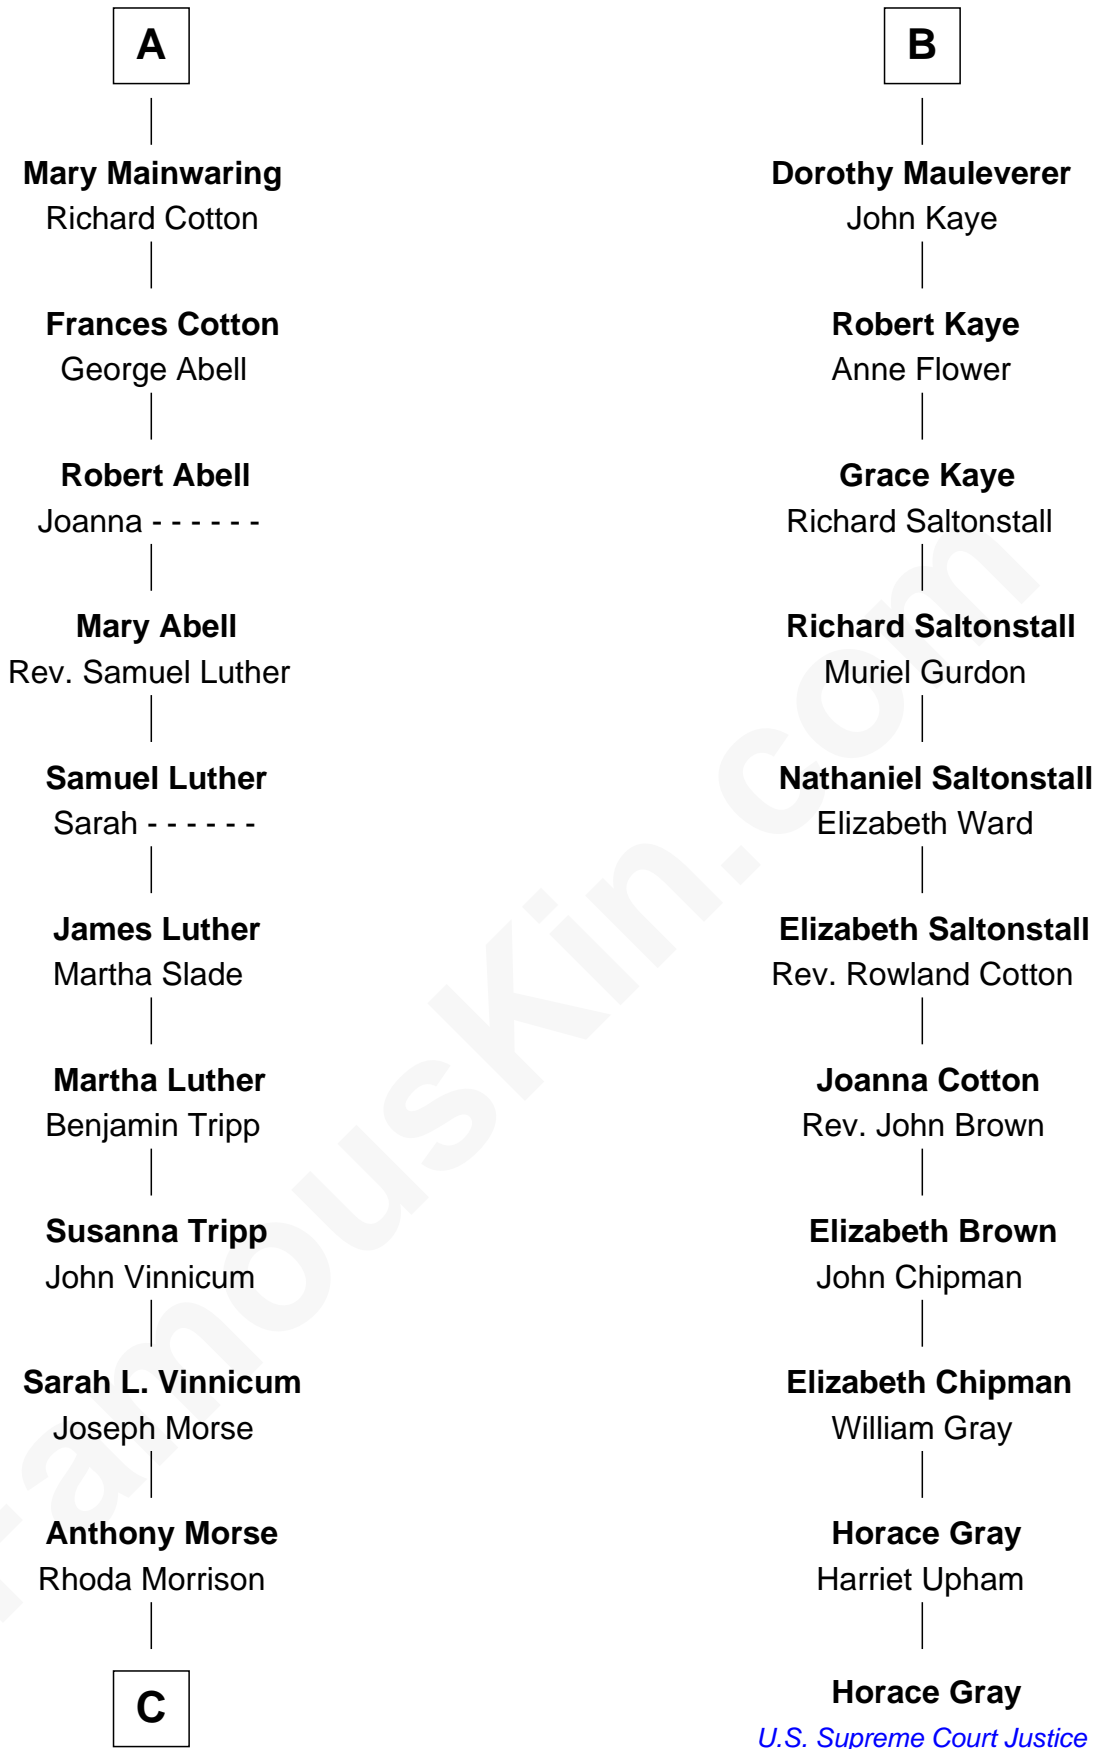 A
Mary Mainwaring
Richard Cotton
Frances Cotton
George Abell
Robert Abell
Joanna - - - - - -
Mary Abell
Rev. Samuel Luther
Samuel Luther
Sarah - - - - - -
James Luther
Martha Slade
Martha Luther
Benjamin Tripp
Susanna Tripp
John Vinnicum
Sarah L. Vinnicum
Joseph Morse
Anthony Morse
Rhoda Morrison
C
B
Dorothy Mauleverer
John Kaye
Robert Kaye
Anne Flower
Grace Kaye
Richard Saltonstall
Richard Saltonstall
Muriel Gurdon
Nathaniel Saltonstall
Elizabeth Ward
Elizabeth Saltonstall
Rev. Rowland Cotton
Joanna Cotton
Rev. John Brown
Elizabeth Brown
John Chipman
Elizabeth Chipman
William Gray
Horace Gray
Harriet Upham
Horace Gray
U.S. Supreme Court Justice
FamousKin.com